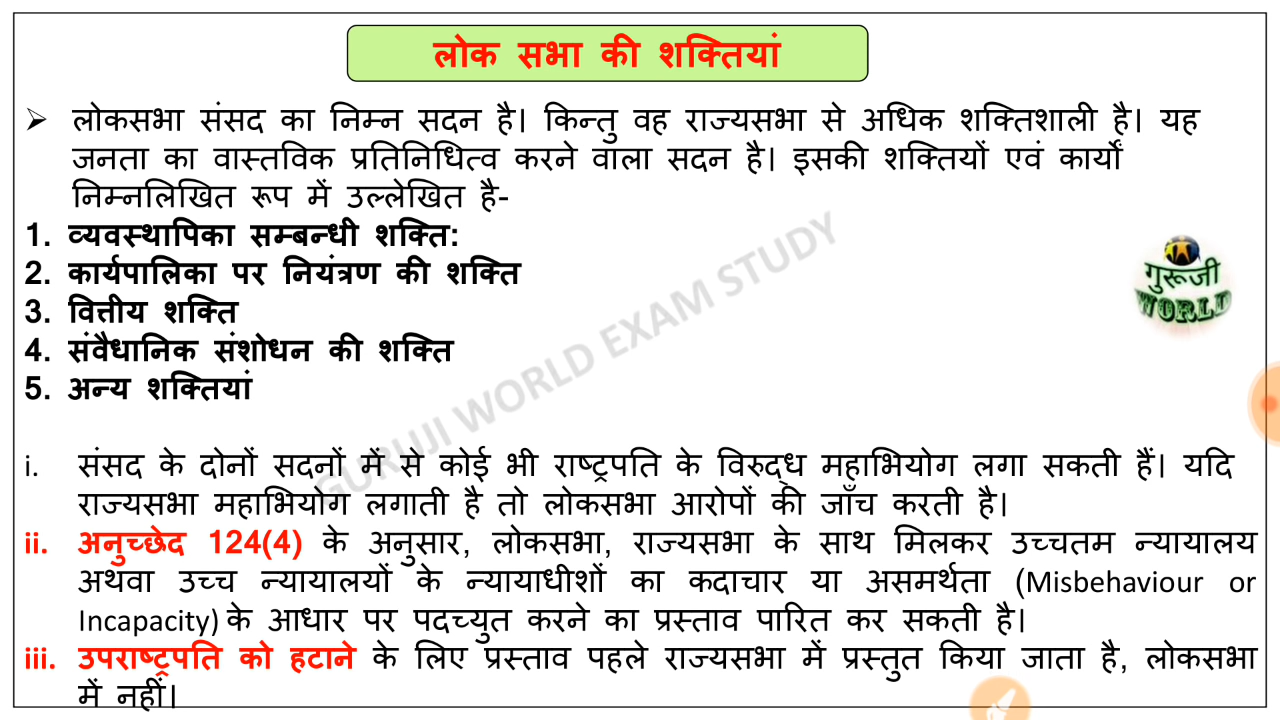 लोक सभा की शक्तियां
➢ लोकसभा संसद का निम्न सदन है। किन्तु वह राज्यसभा से अधिक शक्तिशाली है। यह
जनता का वास्तविक प्रतिनिधित्व करने वाला सदन है। इसकी शक्तियों एवं कार्यों
निम्नलिखित रूप में उल्लेखित है-
1. व्यवस्थापिका सम्बन्धी शक्ति:
2. कार्यपालिका पर नियंत्रण की शक्ति
3. वित्तीय शक्ति
4. संवैधानिक संशोधन की शक्ति
5. अन्य शक्तियां
गुरूजी
WORLD
GURUJI WORLD EXAM STUDY
i. संसद के दोनों सदनों में से कोई भी राष्ट्रपति के विरुद्ध महाभियोग लगा सकती हैं। यदि
राज्यसभा महाभियोग लगाती है तो लोकसभा आरोपों की जाँच करती है।
ii. अनुच्छेद 124(4) के अनुसार, लोकसभा, राज्यसभा के साथ मिलकर उच्चतम न्यायालय
अथवा उच्च न्यायालयों के न्यायाधीशों का कदाचार या असमर्थता (Misbehaviour or
Incapacity) के आधार पर पदच्युत करने का प्रस्ताव पारित कर सकती है।
iii. उपराष्ट्रपति को हटाने के लिए प्रस्ताव पहले राज्यसभा में प्रस्तुत किया जाता है, लोकसभा
में नहीं।